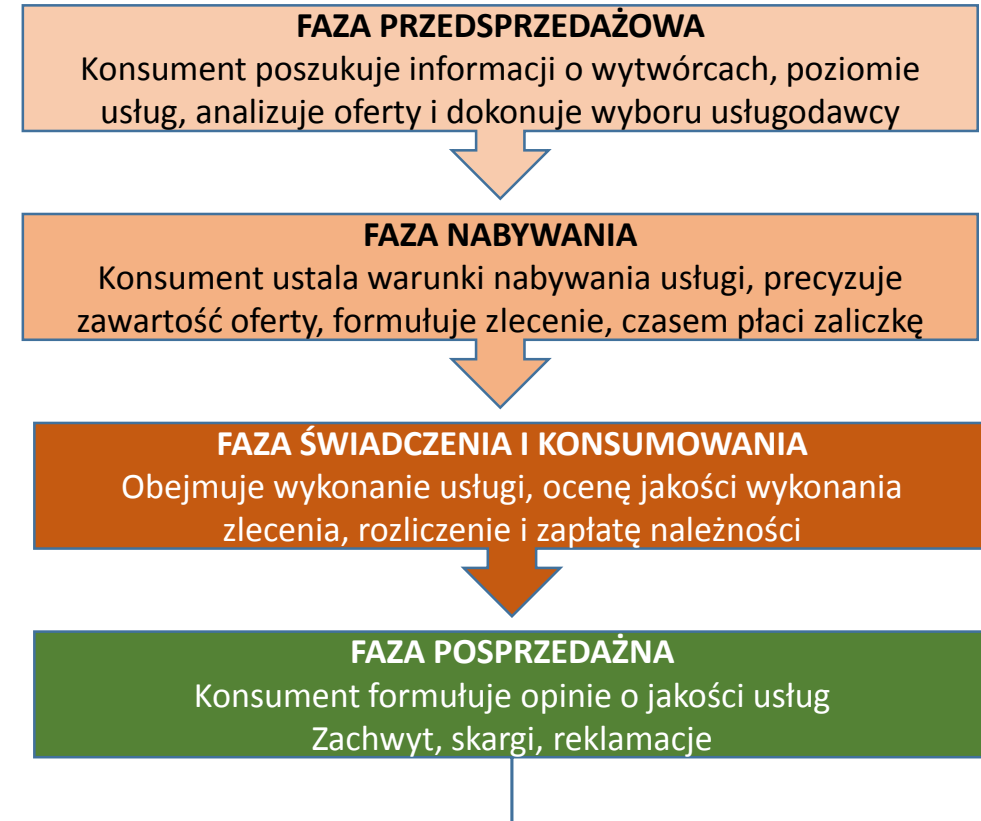 FAZA PRZEDSPRZEDAŻOWA
Konsument poszukuje informacji o wytwórcach, poziomie
usług, analizuje oferty i dokonuje wyboru usługodawcy
FAZA NABYWANIA
Konsument ustala warunki nabywania usługi, precyzuje
zawartość oferty, formułuje zlecenie, czasem płaci zaliczkę
FAZA ŚWIADCZENIA I KONSUMOWANIA
Obejmuje wykonanie usługi, ocenę jakości wykonania
zlecenia, rozliczenie i zapłatę należności
FAZA POSPRZEDAŻNA
Konsument formułuje opinie o jakości usług
Zachwyt, skargi, reklamacje